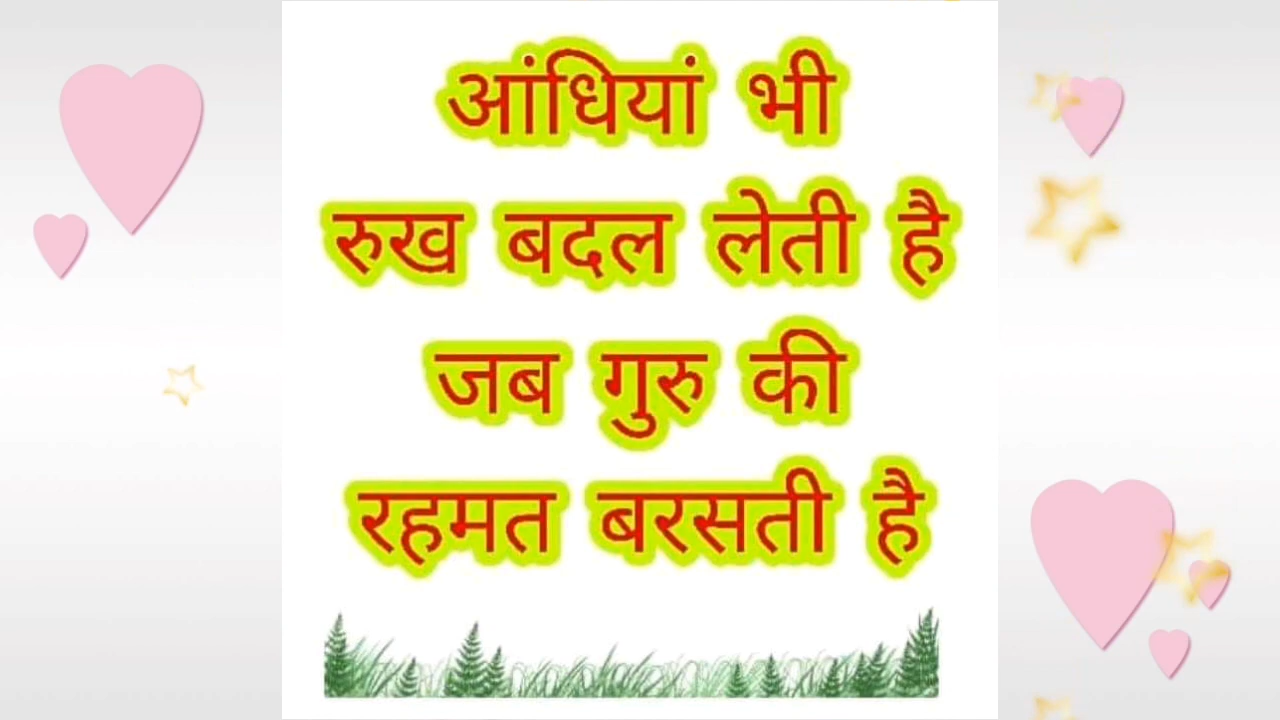 आंधियां भी
रुख बदल लेती है
जब गुरु की
रहमत बरसती है